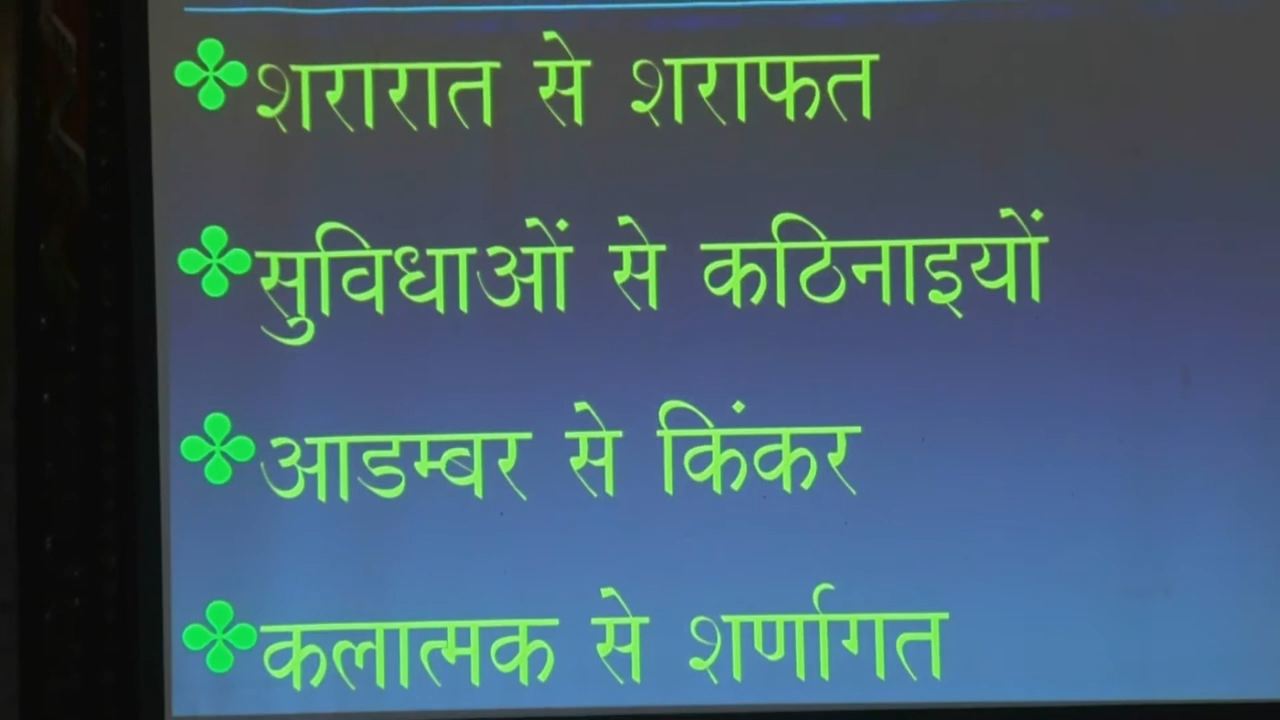 शरारात से शराफत
सुविधाओं से कठिनाइयों
आडम्बर से किंकर
कलात्मक से शर्णागत